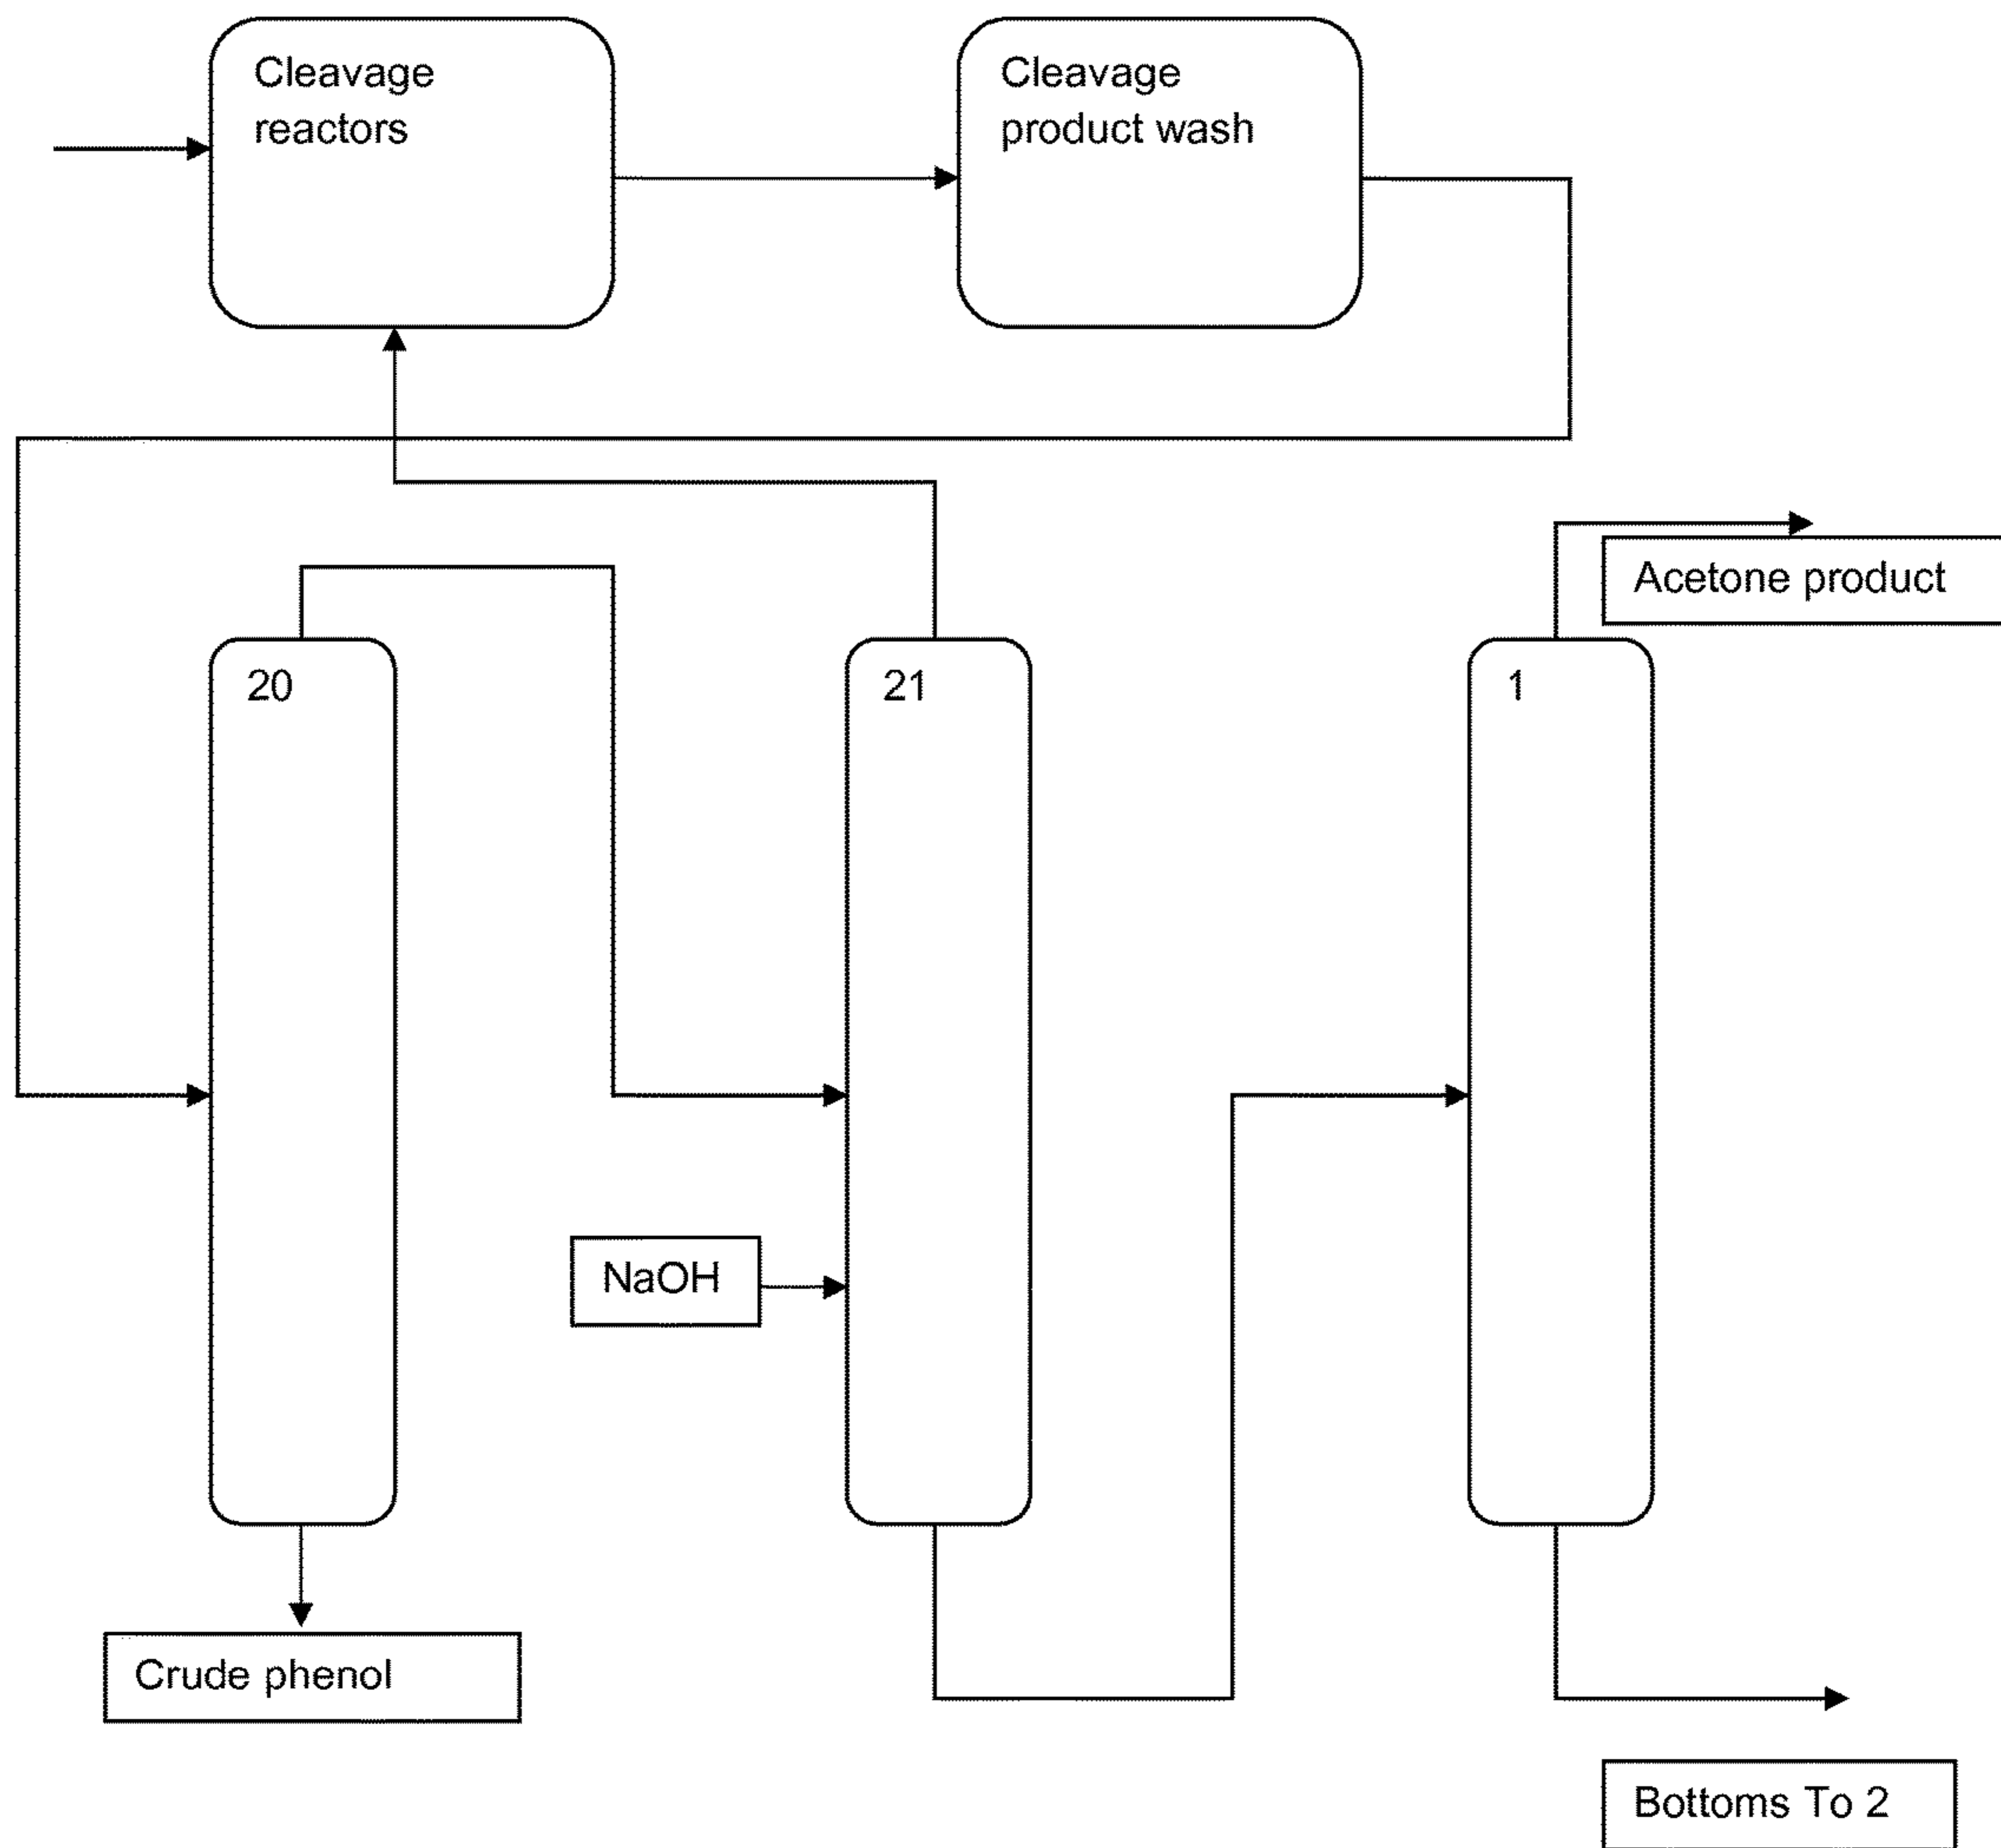 Cleavage
reactors
Cleavage
product wash
Acetone product
20
21
1
NaOH
Crude phenol
Bottoms To 2